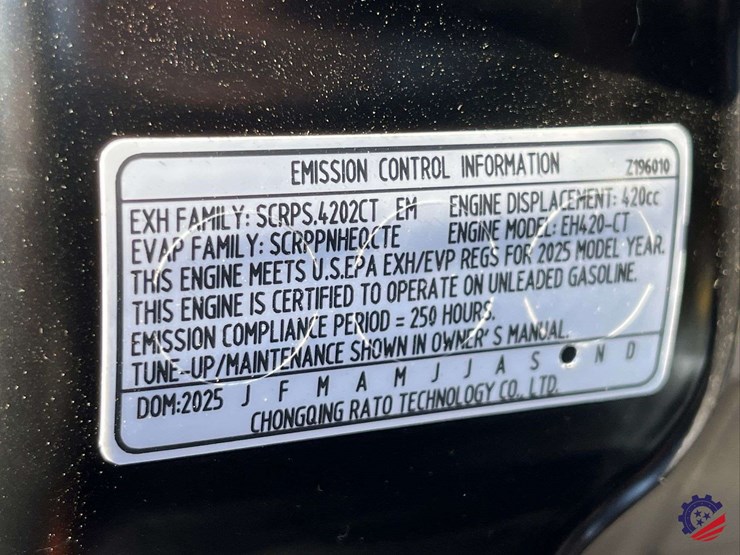 EMISSION CONTROL INFORMATION Z196010
EXH FAMILY: SCRPS.4202CT EM ENGINE DISPLACEMENT: 420cc
EVAP FAMILY: SCRPPNHEQCTE ENGINE MODEL: EH420-CT
THIS ENGINE MEETS U.S.EPA EXH/EVP REGS FOR 2025 MODEL YEAR.
THIS ENGINE IS CERTIFIED TO OPERATE ON UNLEADED GASOLINE.
EMISSION COMPLIANCE PERIOD = 250 HOURS.
TUNE-UP/MAINTENANCE SHOWN IN OWNER'S MANUAL.
DOM:2025 J F M A M J J A S ● N D
CHONGQING RATO TECHNOLOGY CO., LTD.